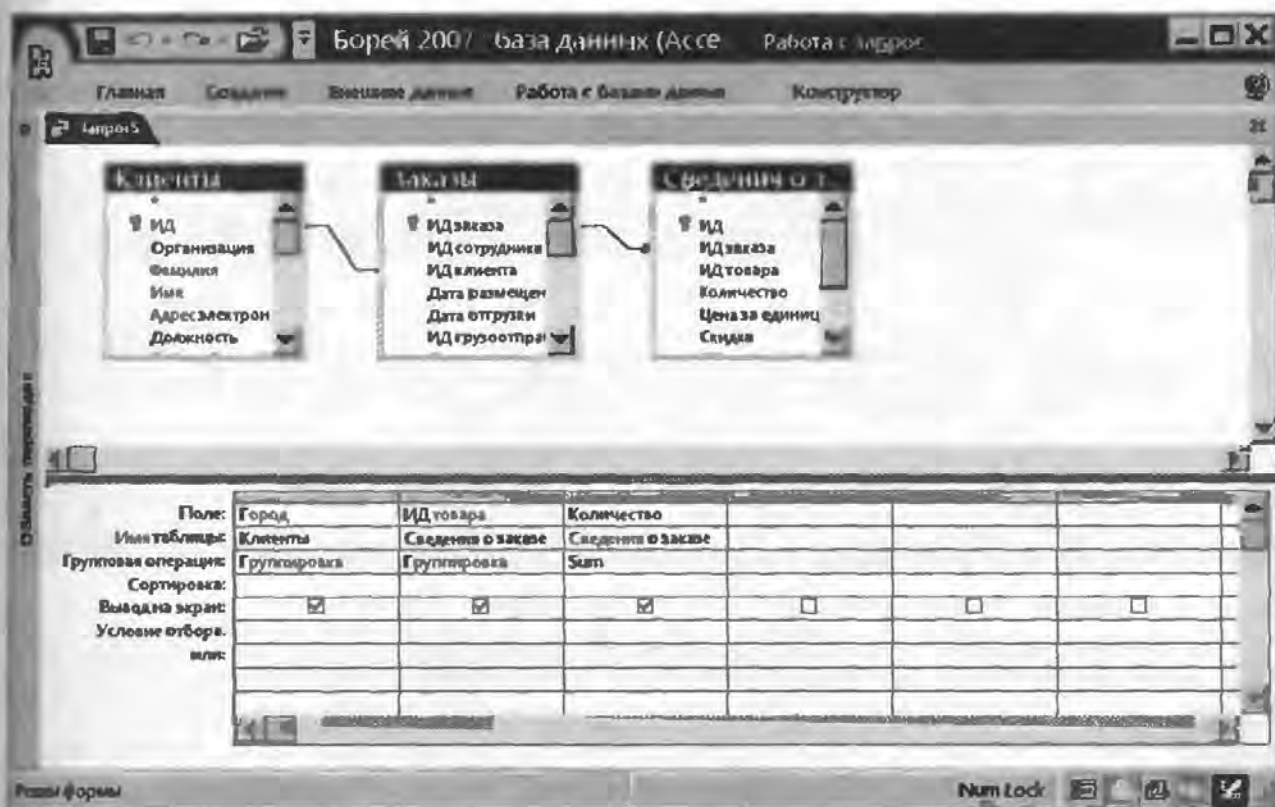 Борей 2007 база данных (Acce Работа с запрос
Главная Создание Внешние данные Работа с базами данных Конструктор
Запрос5
Клиенты
*
ИД
Организация
Фамилия
Имя
Адрес электрон
Должность
Заказы
*
ИД заказа
ИД сотрудника
ИД клиента
Дата размещен
Дата отгрузки
ИД грузоотпра
Сведения о з
*
ИД
ИД заказа
ИД товара
Количество
Цена за единиц
Скидка
Область переходов
Поле: Город ИД товара Количество
Имя таблицы: Клиенты Сведения о заказе Сведения о заказе
Групповая операция: Группировка Группировка Sum
Сортировка:
Вывод на экран:
Условие отбора:
или:
Режим формы Num Lock